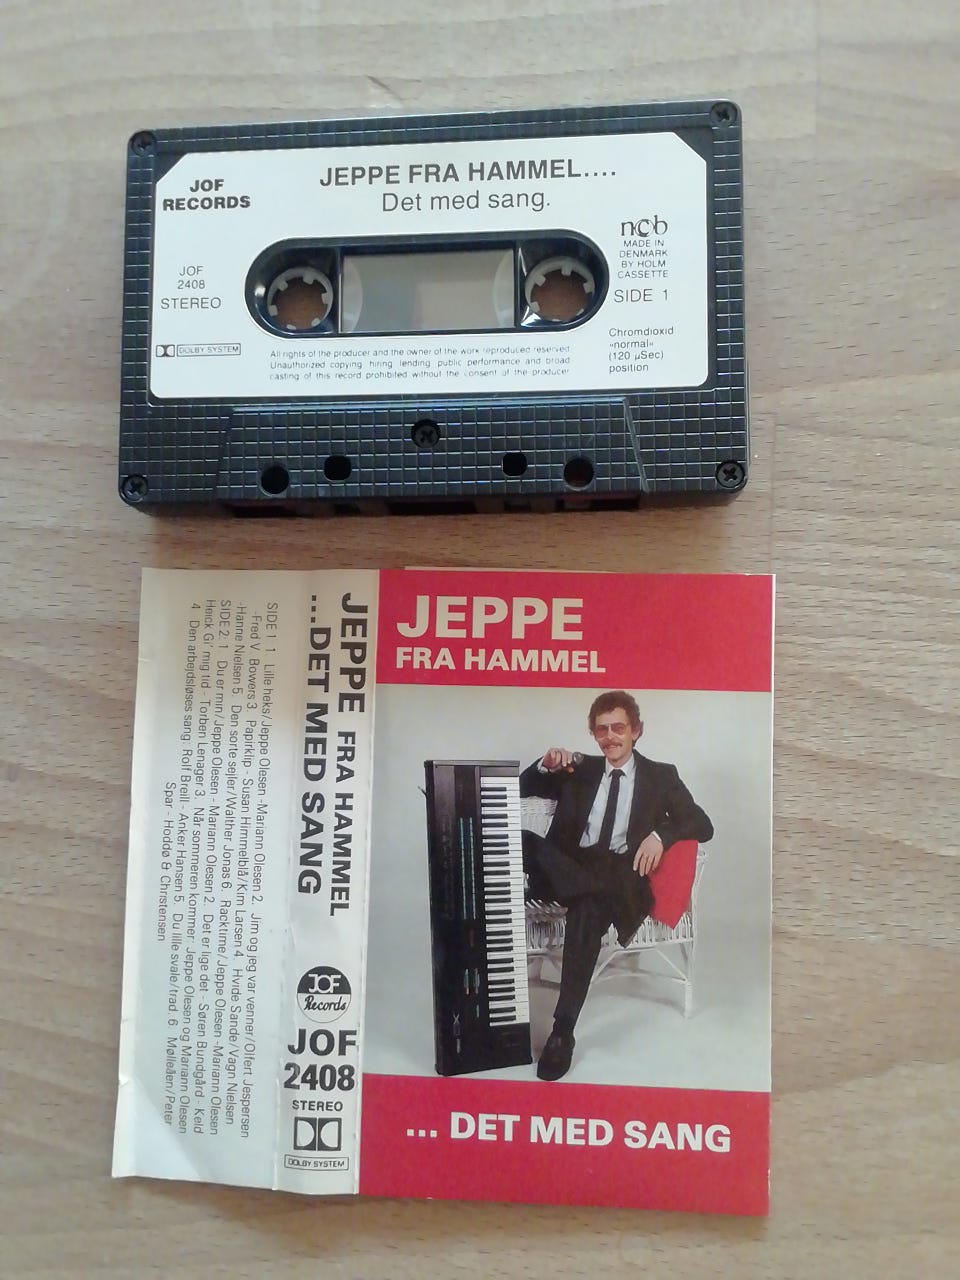 JOF
RECORDS
JEPPE FRA HAMMEL....
Det med sang.
JOF
2408
STEREO
DOLBY SYSTEM
ncb
MADE IN
DENMARK
BY HOLM
CASSETTE
SIDE 1
Chromdioxid
»normal«
(120 µSec)
position
All rights of the producer and the owner of the work reproduced reserved
Unauthorized copying hiring lending public performance and broad
casting of this record prohibited without the consent of the producer
JEPPE
FRA HAMMEL
... DET MED SANG
JEPPE FRA HAMMEL
...DET MED SANG
JOF
Records
JOF
2408
STEREO
DOLBY SYSTEM
SIDE 1 1 Lille heks/Jeppe Olesen -Mariann Olesen 2. Jim og jeg var venner/Olfert Jespersen
-Fred V Bowers 3. Papirklip - Susan Himmelblå/Kim Larsen 4. Hvide Sande/Vagn Nielsen
-Hanne Nielsen 5. Den sorte sejler/Walther Jonas 6. Racktime/Jeppe Olesen -Mariann Olesen
SIDE 2: 1 Du er min/Jeppe Olesen - Mariann Olesen 2. Det er lige det - Søren Bundgård - Keld
Heick Gi' mig tid - Torben Lenager 3 Når sommeren kommer: Jeppe Olesen og Mariann Olesen
4 Den arbejdsløses sang: Rolf Breill - Anker Hansen 5. Du lille svale/trad. 6 Mølleåen/Peter
Spar - Hoddø & Christensen